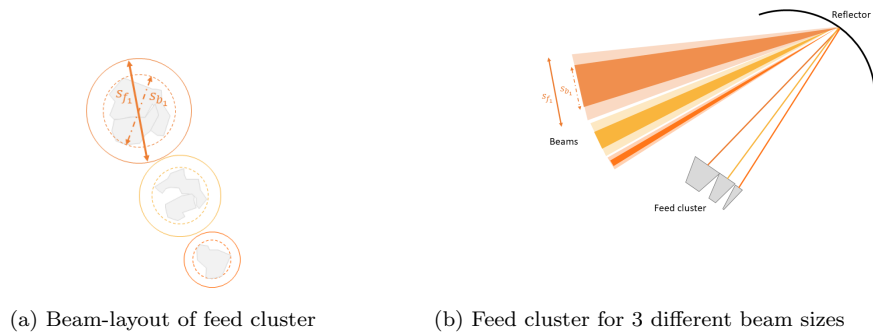 Reflector
S_{f_1}
S_{b_1}
S_{f_1}
S_{b_1}
Beams
Feed cluster
(a) Beam-layout of feed cluster
(b) Feed cluster for 3 different beam sizes